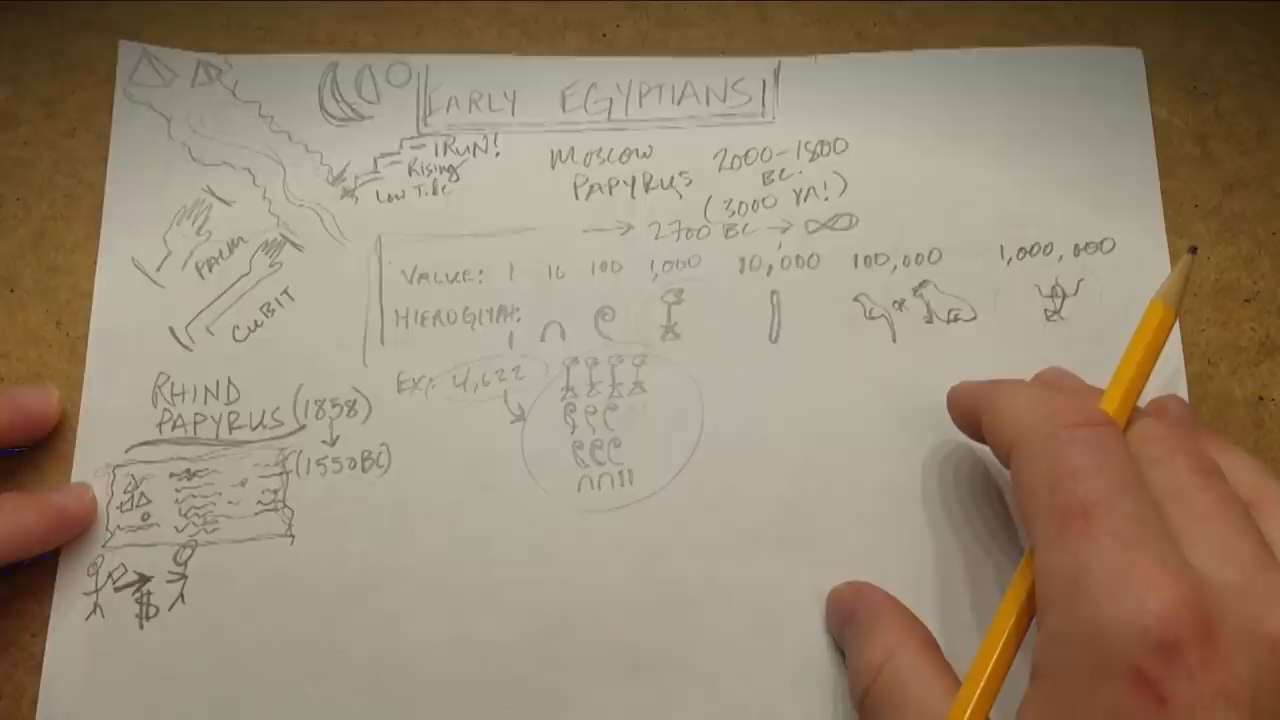 EARLY EGYPTIANS!
RUN!
Rising
Low Tide
PALM
CUBIT
MOSCOW
PAPYRUS
2000-1800
BC.
(3000 YA!)
→ 2700 BC → ∞
VALUE: 1 10 100 1,000 10,000 100,000 1,000,000
HIEROGLYPH:
or
EX: 4,622
RHIND
PAPYRUS (1858)
(1550BC)
$